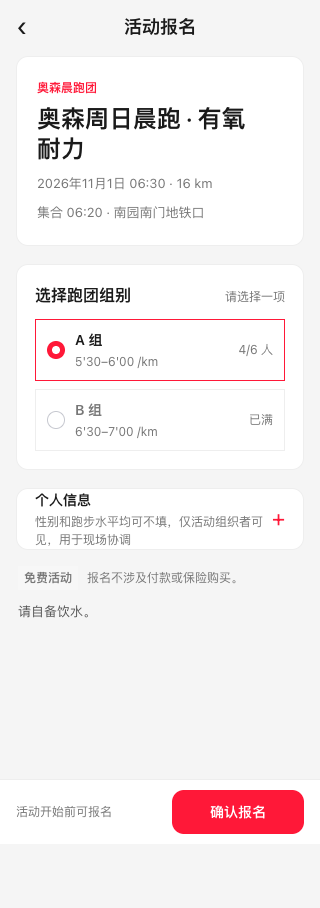 活动报名
奥森晨跑团
奥森周日晨跑 · 有氧
耐力
2026年11月1日 06:30 · 16 km
集合 06:20 · 南园南门地铁口
选择跑团组别 请选择一项
A 组
5'30–6'00 /km
4/6 人
B 组
6'30–7'00 /km
已满
个人信息
性别和跑步水平均可不填，仅活动组织者可
见，用于现场协调
免费活动 报名不涉及付款或保险购买。
请自备饮水。
活动开始前可报名
确认报名